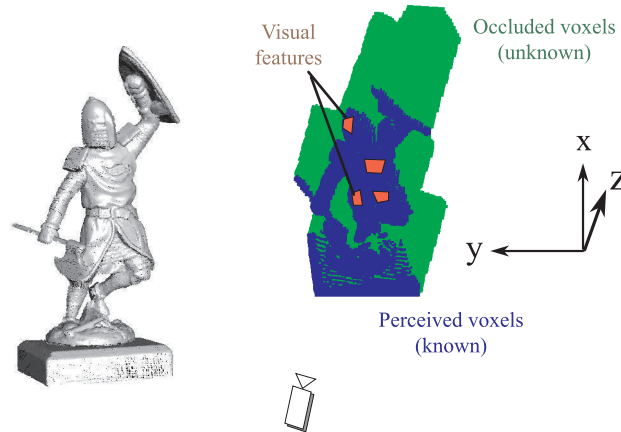 Visual
features
Occluded voxels
(unknown)
x
z
y
Perceived voxels
(known)